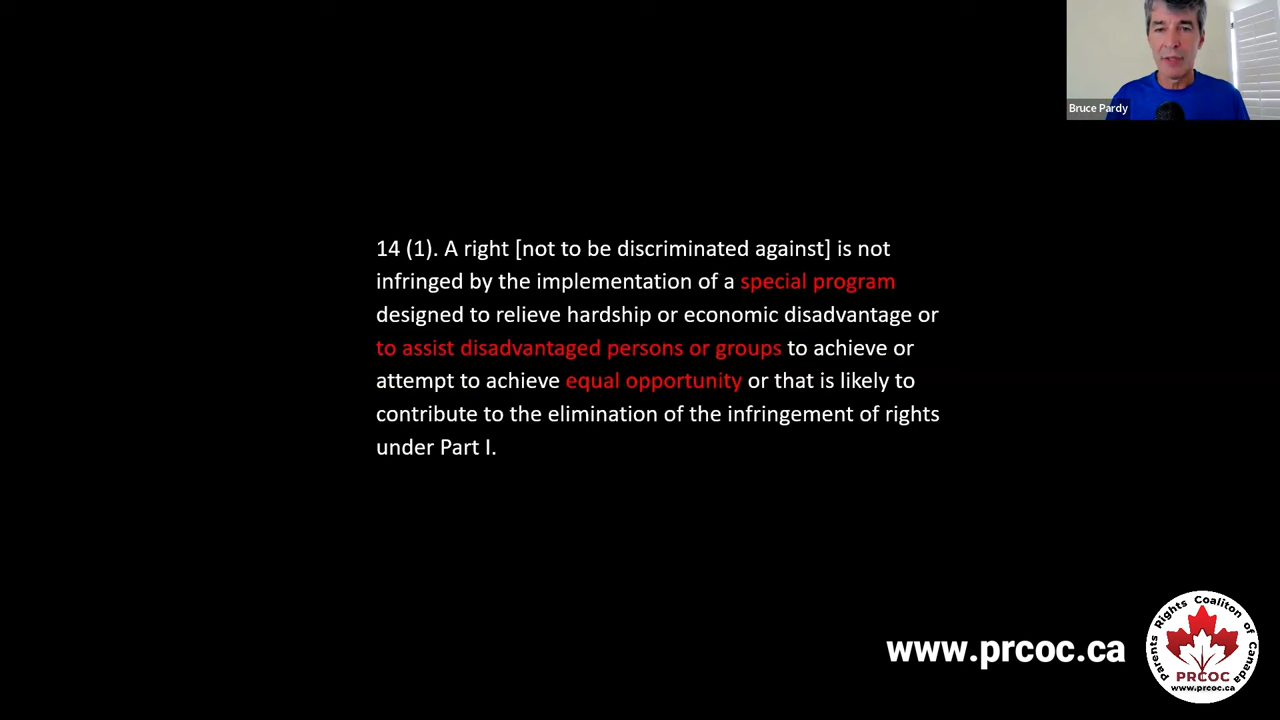 Bruce Pardy
14 (1). A right [not to be discriminated against] is not
infringed by the implementation of a special program
designed to relieve hardship or economic disadvantage or
to assist disadvantaged persons or groups to achieve or
attempt to achieve equal opportunity or that is likely to
contribute to the elimination of the infringement of rights
under Part I.
www.prcoc.ca
Parents Rights Coaliton of Canada
PRCOC
www.prcoc.ca